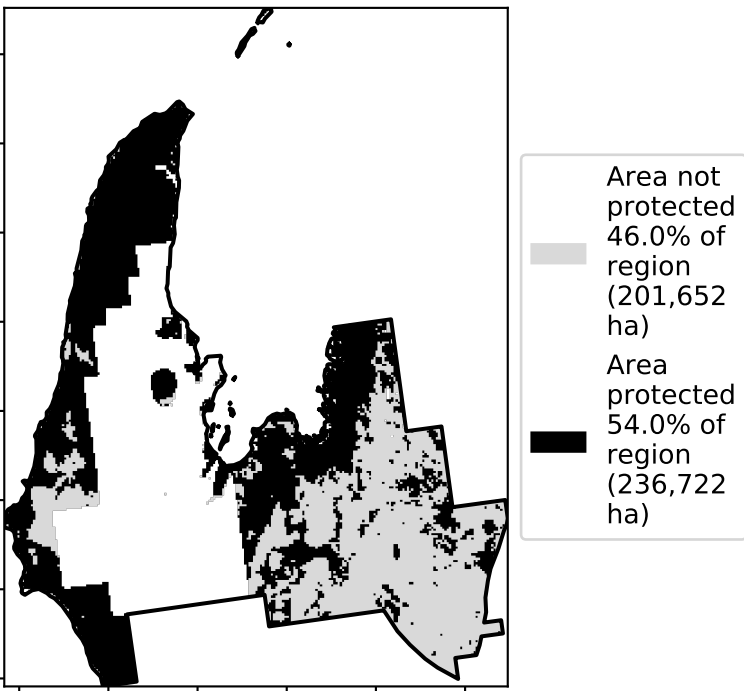 Area not
protected
46.0% of
region
(201,652
ha)
Area
protected
54.0% of
region
(236,722
ha)